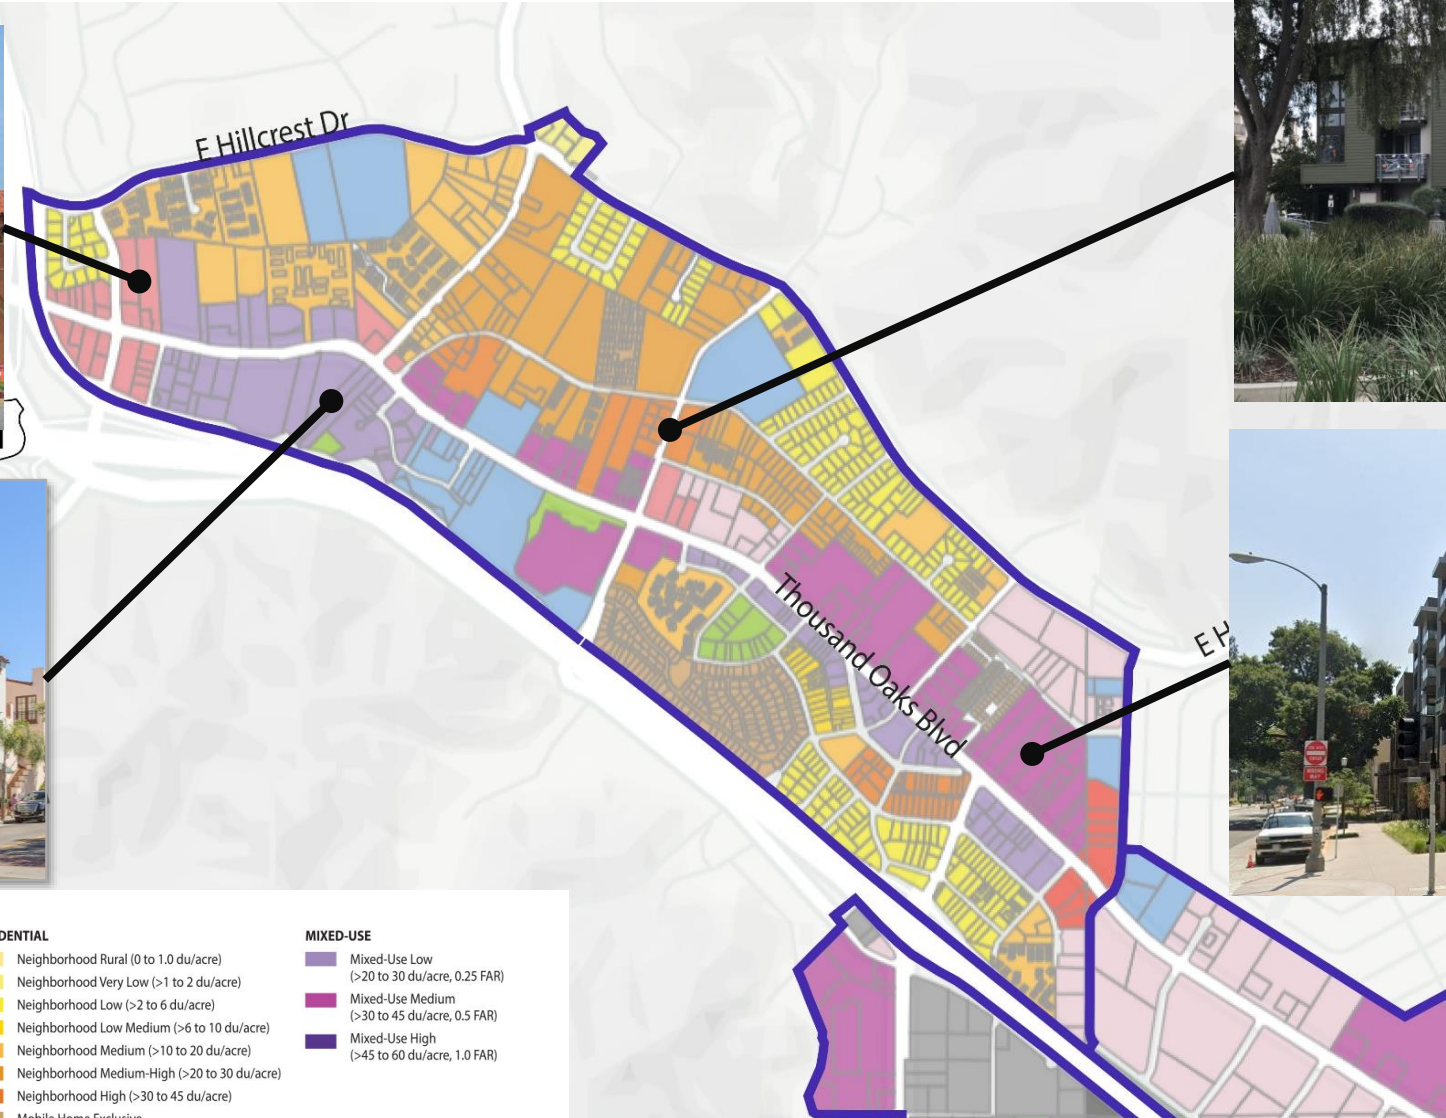 E Hillcrest Dr
Thousand Oaks Blvd
E H
DENTIAL
Neighborhood Rural (0 to 1.0 du/acre)
Neighborhood Very Low (>1 to 2 du/acre)
Neighborhood Low (>2 to 6 du/acre)
Neighborhood Low Medium (>6 to 10 du/acre)
Neighborhood Medium (>10 to 20 du/acre)
Neighborhood Medium-High (>20 to 30 du/acre)
Neighborhood High (>30 to 45 du/acre)
Mobile Home Exclusive
MIXED-USE
Mixed-Use Low
(>20 to 30 du/acre, 0.25 FAR)
Mixed-Use Medium
(>30 to 45 du/acre, 0.5 FAR)
Mixed-Use High
(>45 to 60 du/acre, 1.0 FAR)